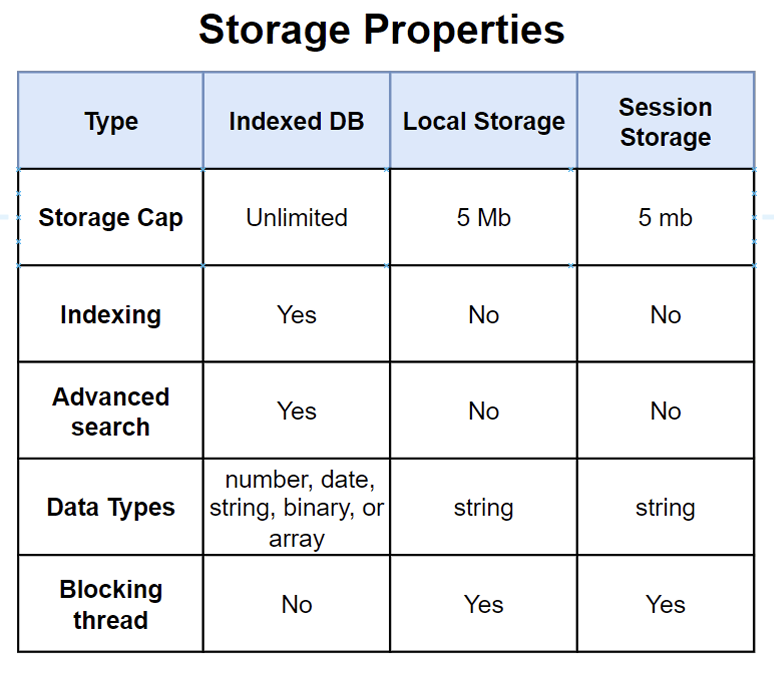 Storage Properties
Type
Indexed DB
Local Storage
Session
Storage
Storage Cap
Unlimited
5 Mb
5 mb
Indexing
Yes
No
No
Advanced
search
Yes
No
No
Data Types
number, date,
string, binary, or
array
string
string
Blocking
thread
No
Yes
Yes